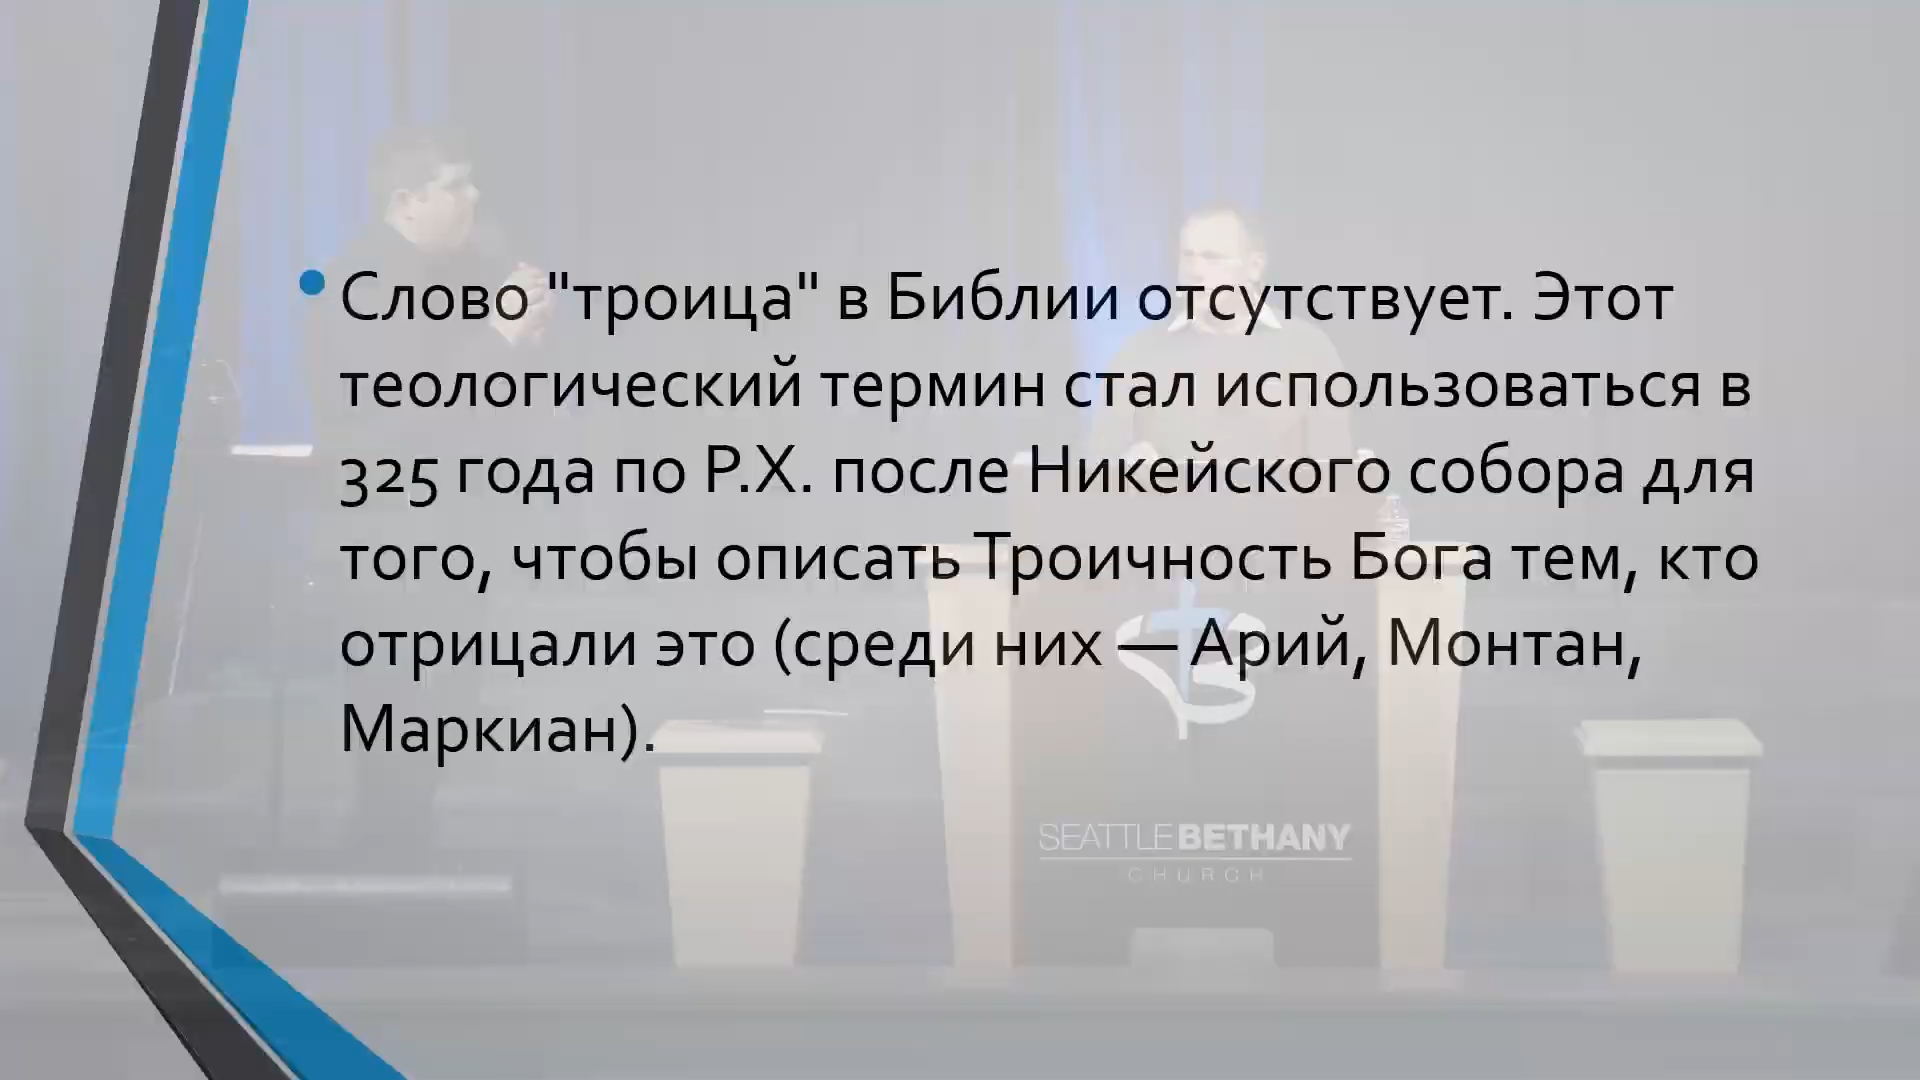 Слово "троица" в Библии отсутствует. Этот
теологический термин стал использоваться в
325 года по Р.Х. после Никейского собора для
того, чтобы описать Троичность Бога тем, кто
отрицали это (среди них — Арий, Монтан,
Маркиан).
SEATTLE BETHANY
CHURCH